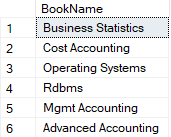 BookName
1 Business Statistics
2 Cost Accounting
3 Operating Systems
4 Rdbms
5 Mgmt Accounting
6 Advanced Accounting